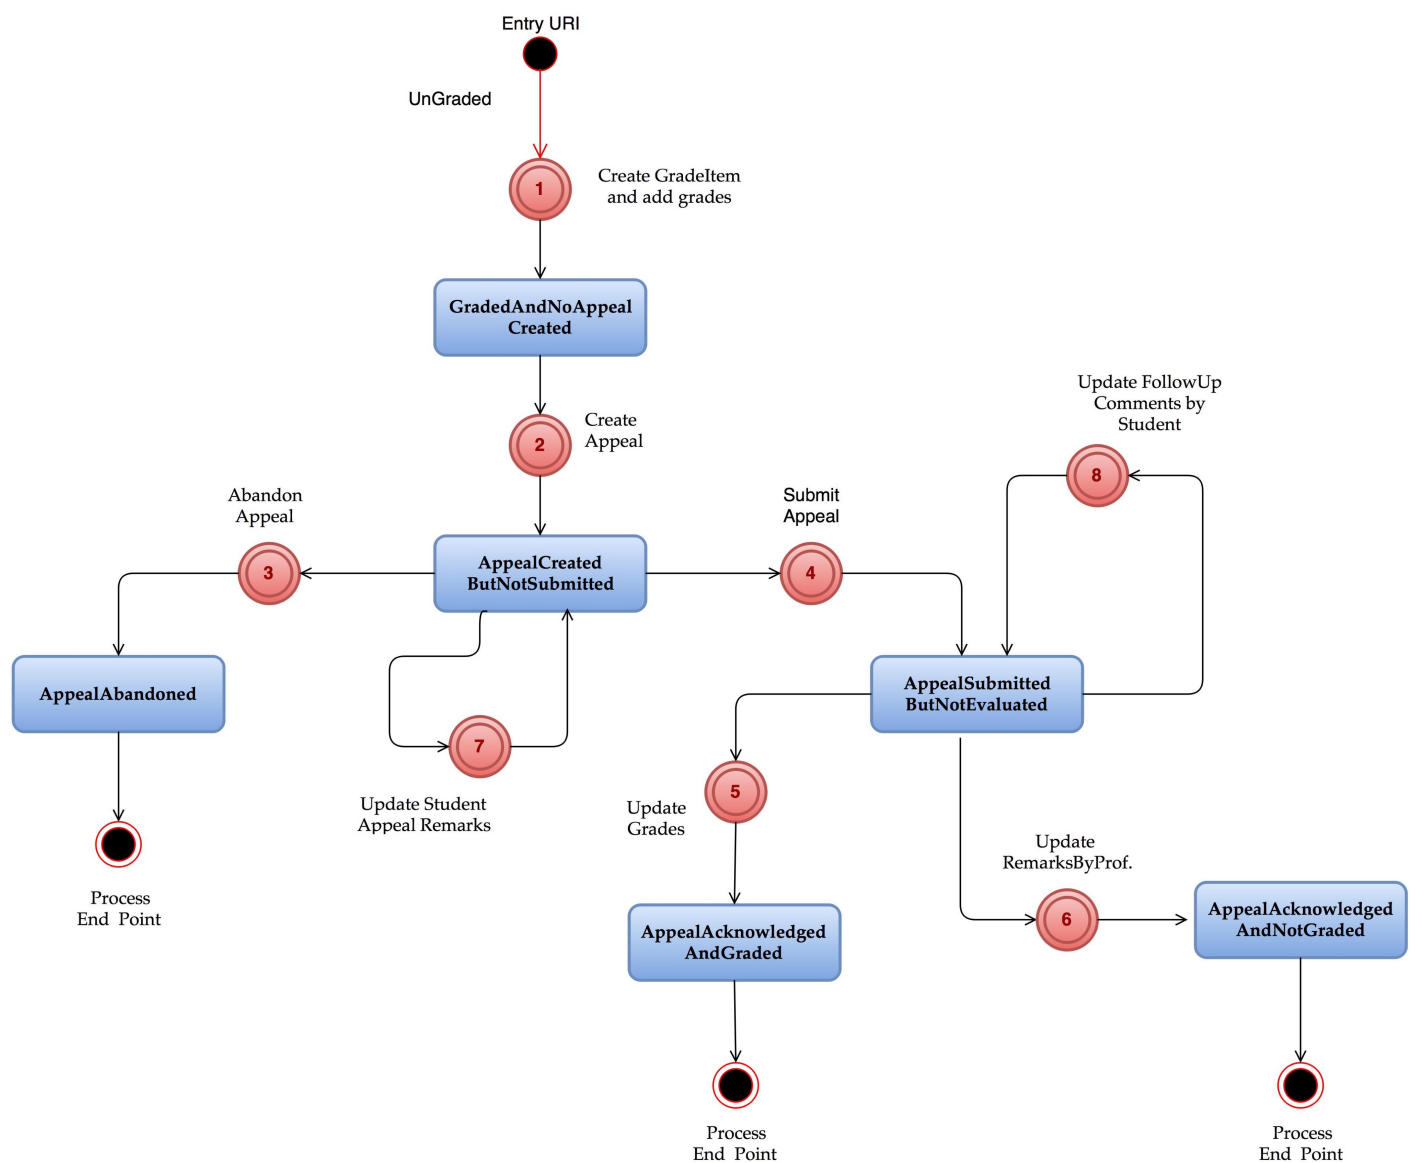 Entry URI
UnGraded
1
Create GradeItem
and add grades
GradedAndNoAppeal
Created
2
Create
Appeal
Abandon
Appeal
3
AppealCreated
ButNotSubmitted
Submit
Appeal
4
Update FollowUp
Comments by
Student
8
AppealAbandoned
AppealSubmitted
ButNotEvaluated
7
Update Student
Appeal Remarks
5
Update
Grades
Update
RemarksByProf.
6
Process
End Point
AppealAcknowledged
AndGraded
AppealAcknowledged
AndNotGraded
Process
End Point
Process
End Point